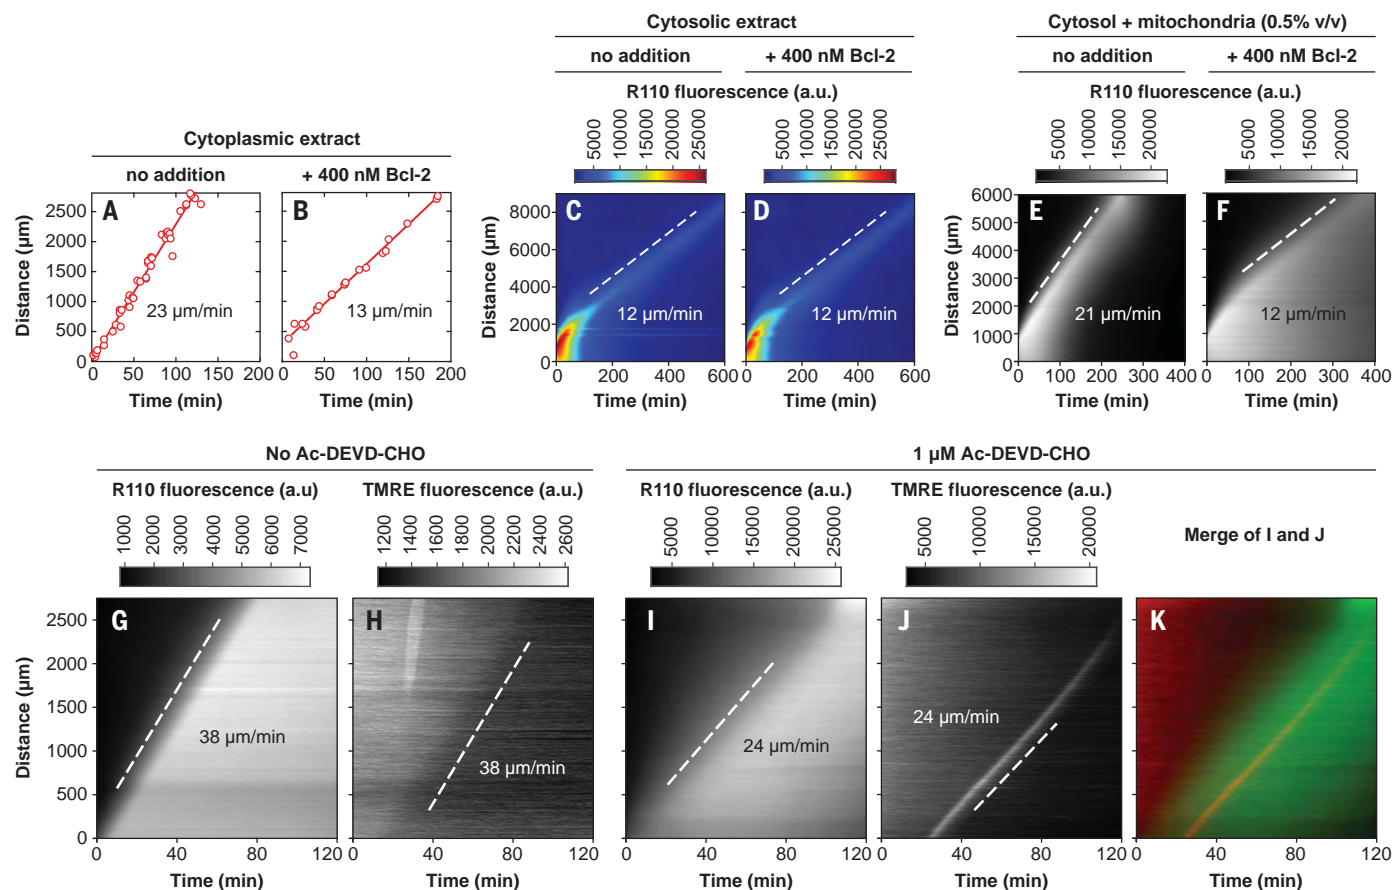 Cytoplasmic extract
no addition
+ 400 nM Bcl-2
A
B
23 µm/min
13 µm/min
Distance (µm)
2500
2000
1500
1000
500
0
0 50 100 150 200
0 50 100 150 200
Time (min)
Time (min)
Cytosolic extract
no addition
+ 400 nM Bcl-2
R110 fluorescence (a.u.)
5000 10000 15000 20000 25000
5000 10000 15000 20000 25000
C
D
12 µm/min
12 µm/min
Distance (µm)
8000
6000
4000
2000
0
0 200 400 600
0 200 400 600
Time (min)
Time (min)
Cytosol + mitochondria (0.5% v/v)
no addition
+ 400 nM Bcl-2
R110 fluorescence (a.u.)
5000 10000 15000 20000
5000 10000 15000 20000
E
F
21 µm/min
12 µm/min
Distance (µm)
6000
5000
4000
3000
2000
1000
0
0 100 200 300 400
0 100 200 300 400
Time (min)
Time (min)
No Ac-DEVD-CHO
R110 fluorescence (a.u)
TMRE fluorescence (a.u.)
1000 2000 3000 4000 5000 6000 7000
1200 1400 1600 1800 2000 2200 2400 2600
G
H
38 µm/min
38 µm/min
Distance (µm)
2500
2000
1500
1000
500
0
0 40 80 120
0 40 80 120
Time (min)
Time (min)
1 µM Ac-DEVD-CHO
R110 fluorescence (a.u.)
TMRE fluorescence (a.u.)
Merge of I and J
5000 10000 15000 20000 25000
5000 10000 15000 20000
I
J
K
24 µm/min
24 µm/min
0 40 80 120
0 40 80 120
0 40 80 120
Time (min)
Time (min)
Time (min)